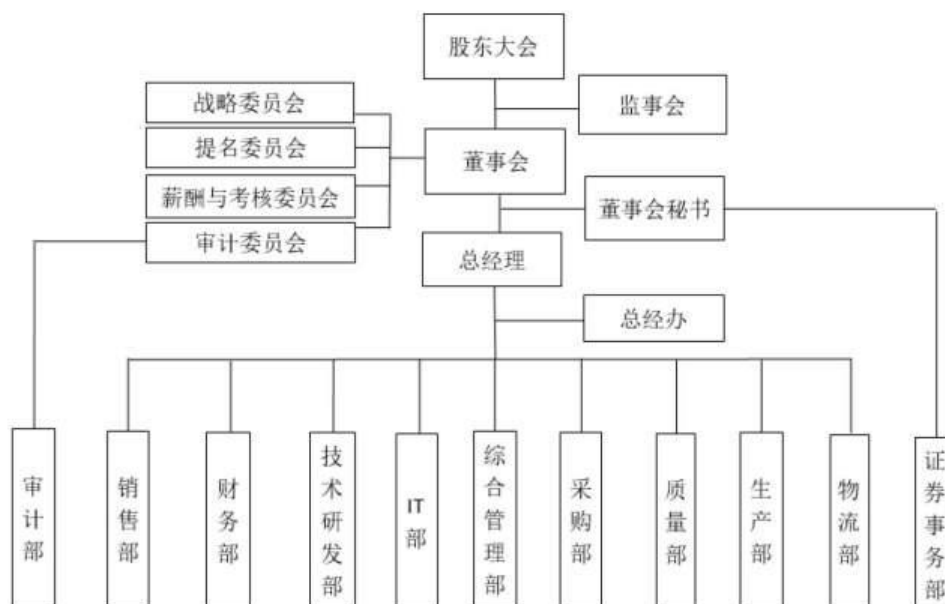 股东大会
战略委员会
监事会
提名委员会
董事会
薪酬与考核委员会
董事会秘书
审计委员会
总经理
总经办
审计部
销售部
财务部
技术研发部
IT部
综合管理部
采购部
质量部
生产部
物流部
证券事务部